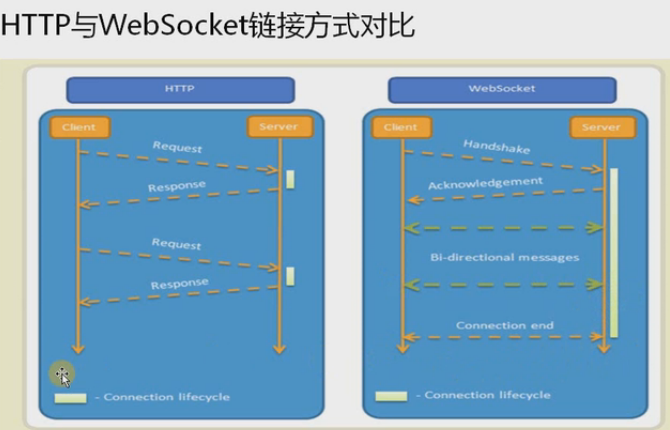 HTTP与WebSocket链接方式对比
HTTP
Client
Server
Request
Response
Request
Response
- Connection lifecycle
WebSocket
Client
Server
Handshake
Acknowledgement
Bi-directional messages
Connection end
- Connection lifecycle